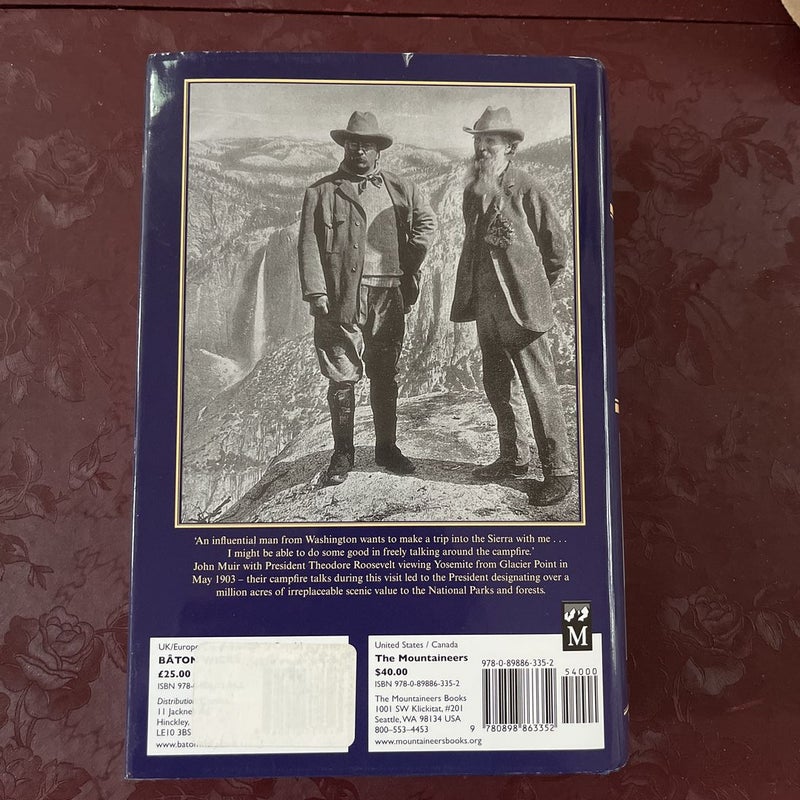 'An influential man from Washington wants to make a trip into the Sierra with me . . .
I might be able to do some good in freely talking around the campfire.'
John Muir with President Theodore Roosevelt viewing Yosemite from Glacier Point in
May 1903 – their campfire talks during this visit led to the President designating over a
million acres of irreplaceable scenic value to the National Parks and forests.
M
UK/Europe
BÂTON
£25.00
ISBN 978-
Distribution
11 Jackne
Hinckley,
LE10 3BS
www.baton
United States / Canada
The Mountaineers
$40.00
ISBN 978-0-89886-335-2
The Mountaineers Books
1001 SW Klickitat, #201
Seattle, WA 98134 USA
800–553–4453
www.mountaineersbooks.org
978-0-89886-335-2
54000
9 780898 863352